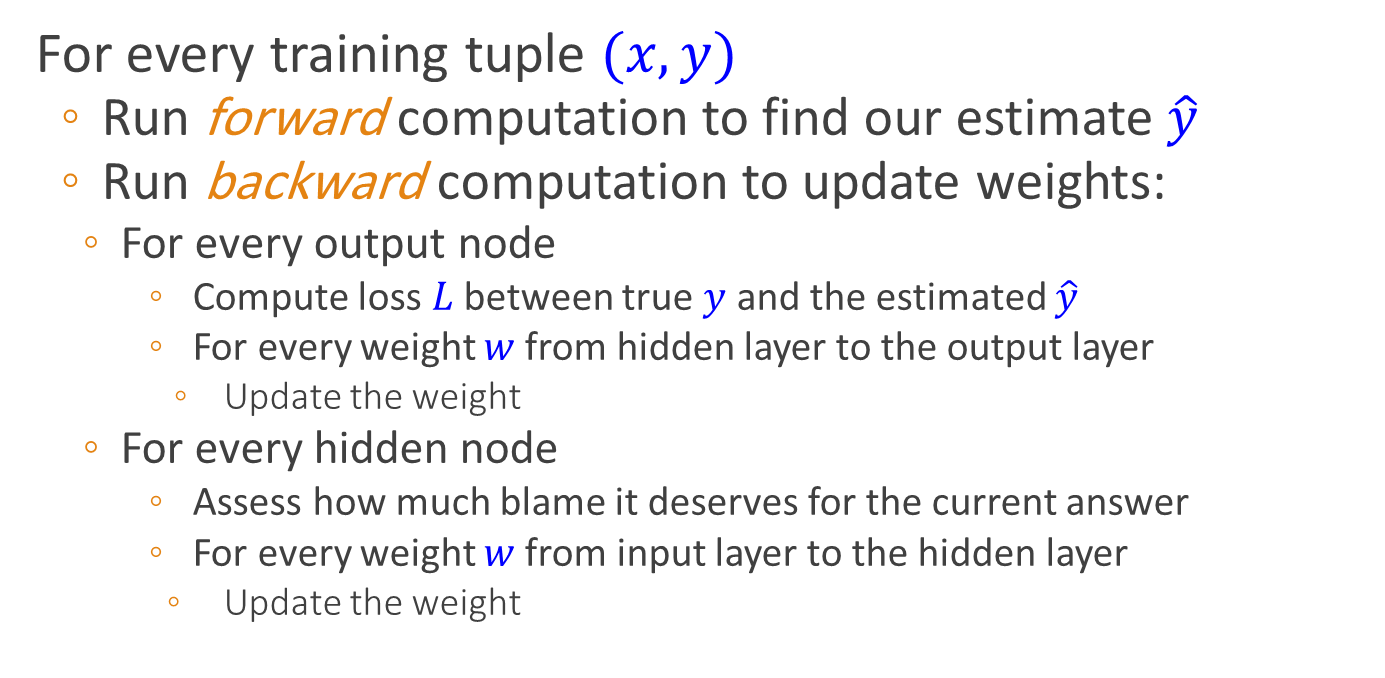 For every training tuple (x, y)
◦ Run forward computation to find our estimate ŷ
◦ Run backward computation to update weights:
◦ For every output node
◦ Compute loss L between true y and the estimated ŷ
◦ For every weight w from hidden layer to the output layer
◦ Update the weight
◦ For every hidden node
◦ Assess how much blame it deserves for the current answer
◦ For every weight w from input layer to the hidden layer
◦ Update the weight